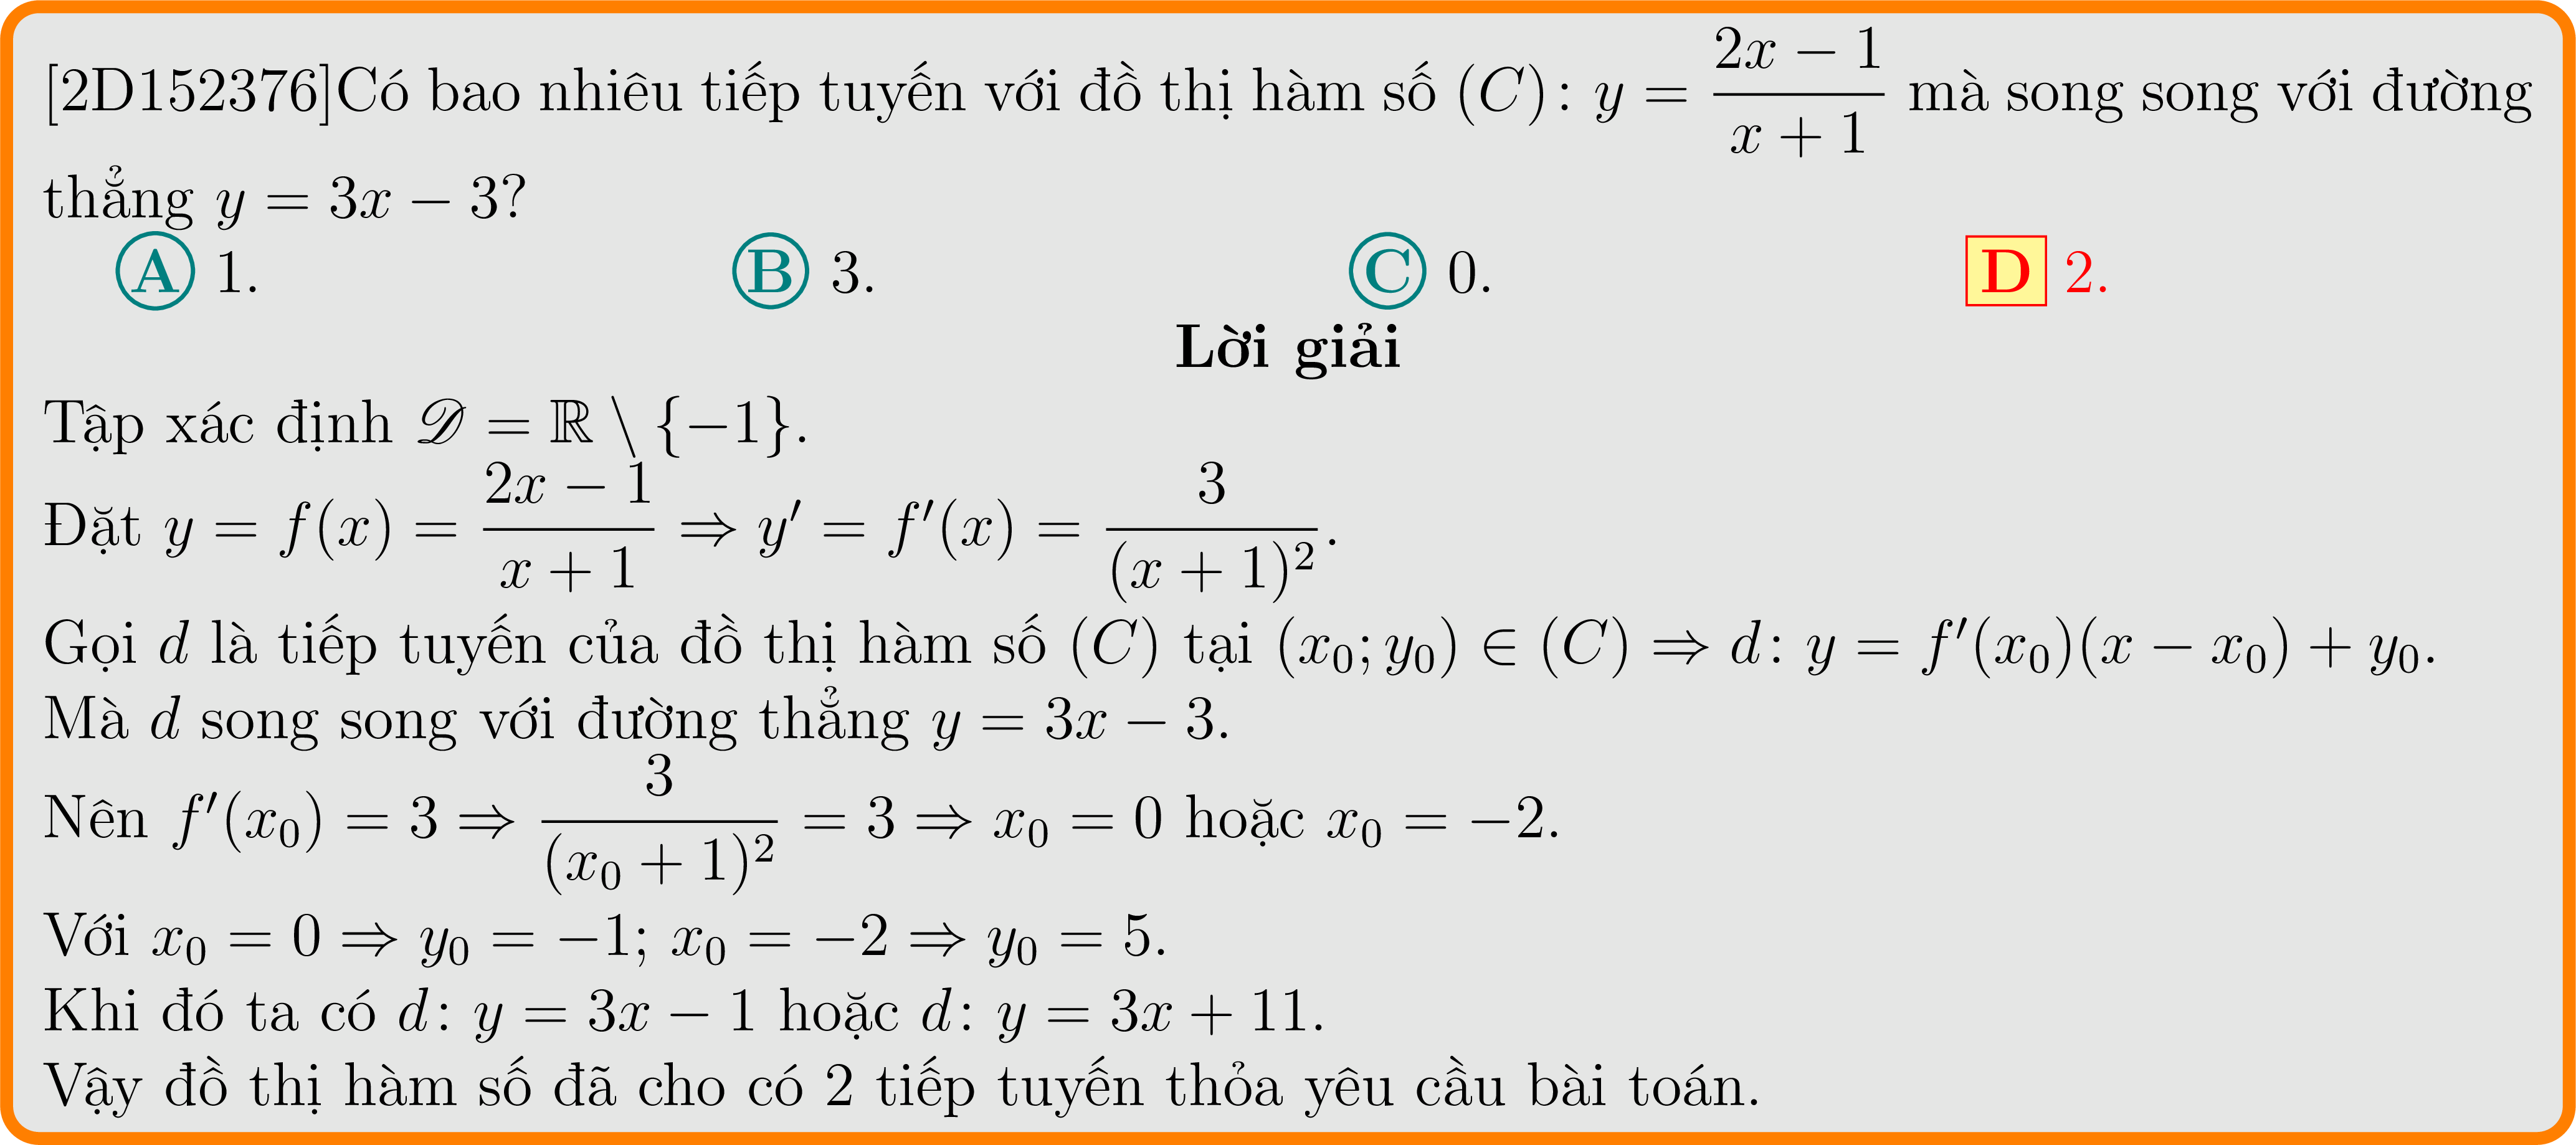 [2D152376]Có bao nhiêu tiếp tuyến với đồ thị hàm số $(C)\colon y = \dfrac{2x-1}{x+1}$ mà song song với đường
thẳng $y = 3x - 3$?
A 1. B 3. C 0. D 2.
Lời giải
Tập xác định $\mathscr{D} = \mathbb{R} \setminus \{-1\}$.
Đặt $y = f(x) = \dfrac{2x-1}{x+1} \Rightarrow y' = f'(x) = \dfrac{3}{(x+1)^2}$.
Gọi $d$ là tiếp tuyến của đồ thị hàm số $(C)$ tại $(x_0; y_0) \in (C) \Rightarrow d\colon y = f'(x_0)(x - x_0) + y_0$.
Mà $d$ song song với đường thẳng $y = 3x - 3$.
Nên $f'(x_0) = 3 \Rightarrow \dfrac{3}{(x_0+1)^2} = 3 \Rightarrow x_0 = 0$ hoặc $x_0 = -2$.
Với $x_0 = 0 \Rightarrow y_0 = -1$; $x_0 = -2 \Rightarrow y_0 = 5$.
Khi đó ta có $d\colon y = 3x - 1$ hoặc $d\colon y = 3x + 11$.
Vậy đồ thị hàm số đã cho có 2 tiếp tuyến thỏa yêu cầu bài toán.